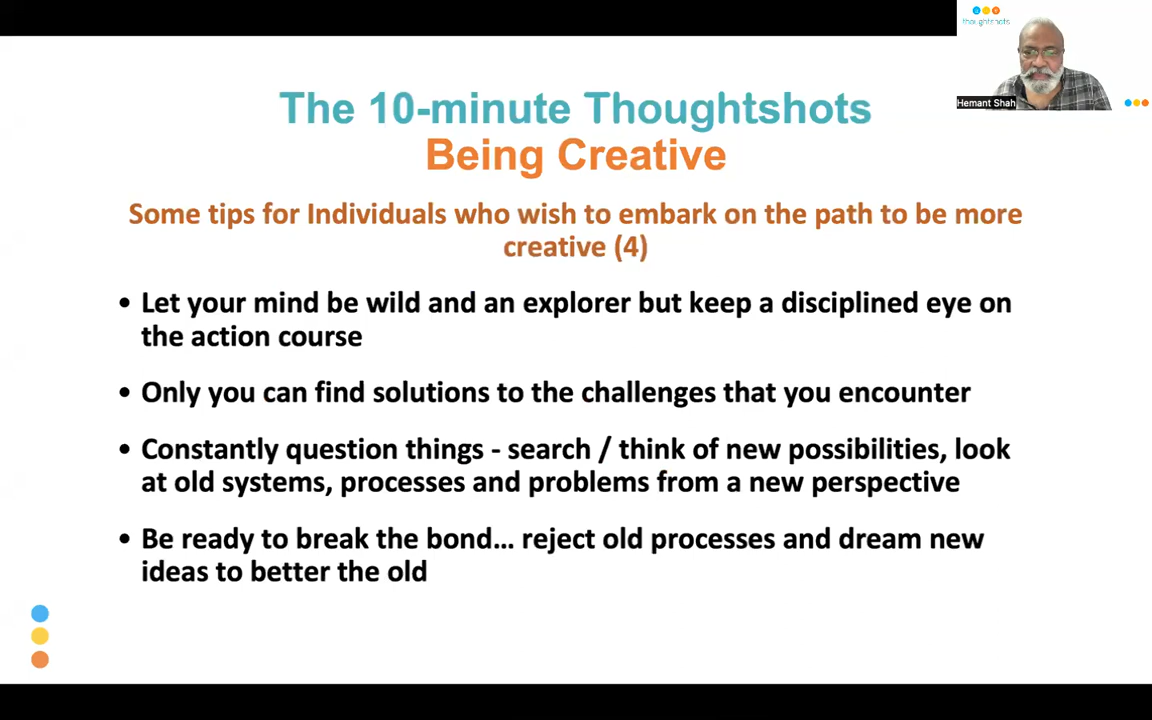 thoughtshots
Hemant Shah
The 10-minute Thoughtshots
Being Creative
Some tips for Individuals who wish to embark on the path to be more
creative (4)
• Let your mind be wild and an explorer but keep a disciplined eye on
the action course
• Only you can find solutions to the challenges that you encounter
• Constantly question things - search / think of new possibilities, look
at old systems, processes and problems from a new perspective
• Be ready to break the bond... reject old processes and dream new
ideas to better the old